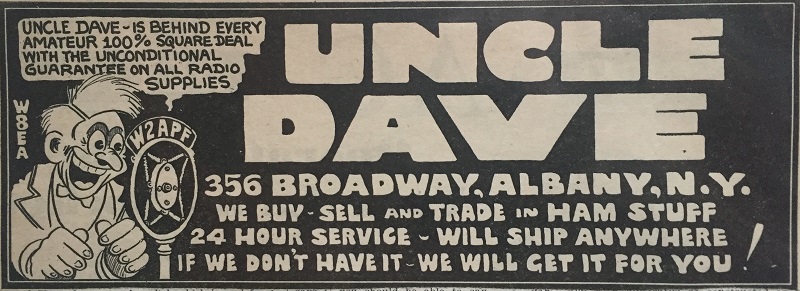 UNCLE DAVE - IS BEHIND EVERY
AMATEUR 100% SQUARE DEAL
WITH THE UNCONDITIONAL
GUARANTEE ON ALL RADIO
SUPPLIES
W8EA
W2APF
UNCLE
DAVE
356 BROADWAY, ALBANY, N.Y.
WE BUY - SELL AND TRADE IN HAM STUFF
24 HOUR SERVICE - WILL SHIP ANYWHERE
IF WE DON'T HAVE IT - WE WILL GET IT FOR YOU!